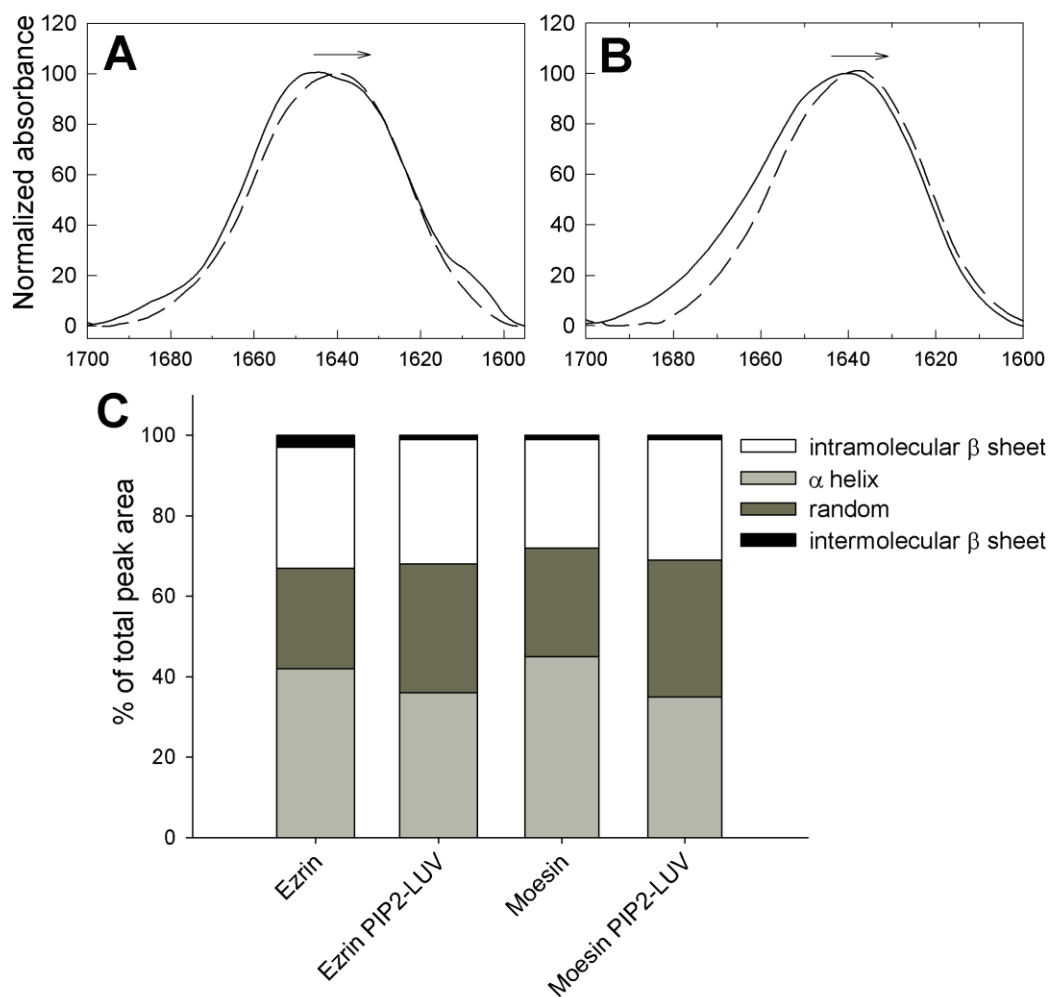 A
B
Normalized absorbance
120
100
80
60
40
20
0
1700 1680 1660 1640 1620
120
100
80
60
40
20
0
1700 1680 1660 1640 1620 1600
C
% of total peak area
100
80
60
40
20
0
Ezrin
Ezrin PIP2-LUV
Moesin
Moesin PIP2-LUV
intramolecular β sheet
α helix
random
intermolecular β sheet